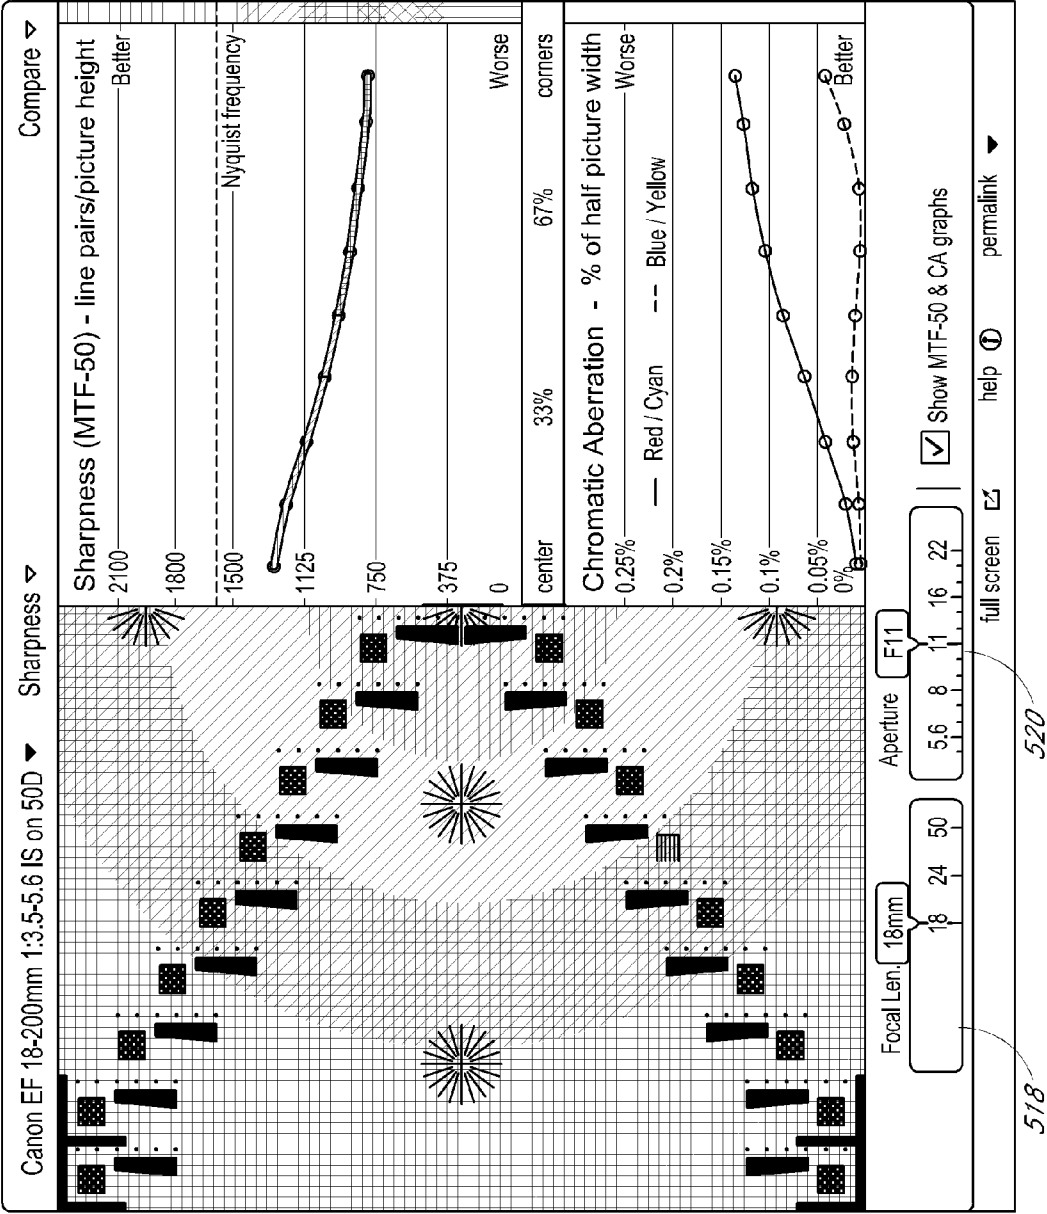 Canon EF 18-200mm 1:3.5-5.6 IS on 50D
Sharpness
Compare
Sharpness (MTF-50) - line pairs/picture height
2100
Better
1800
1500
Nyquist frequency
1125
750
375
0
Worse
center
33%
67%
corners
Chromatic Aberration - % of half picture width
0.25%
Worse
0.2%
Red / Cyan
Blue / Yellow
0.15%
0.1%
0.05%
0%
Better
Focal Len.
18mm
18
24
50
Aperture
F11
5.6
8
11
16
22
Show MTF-50 & CA graphs
full screen
help
permalink
518
520